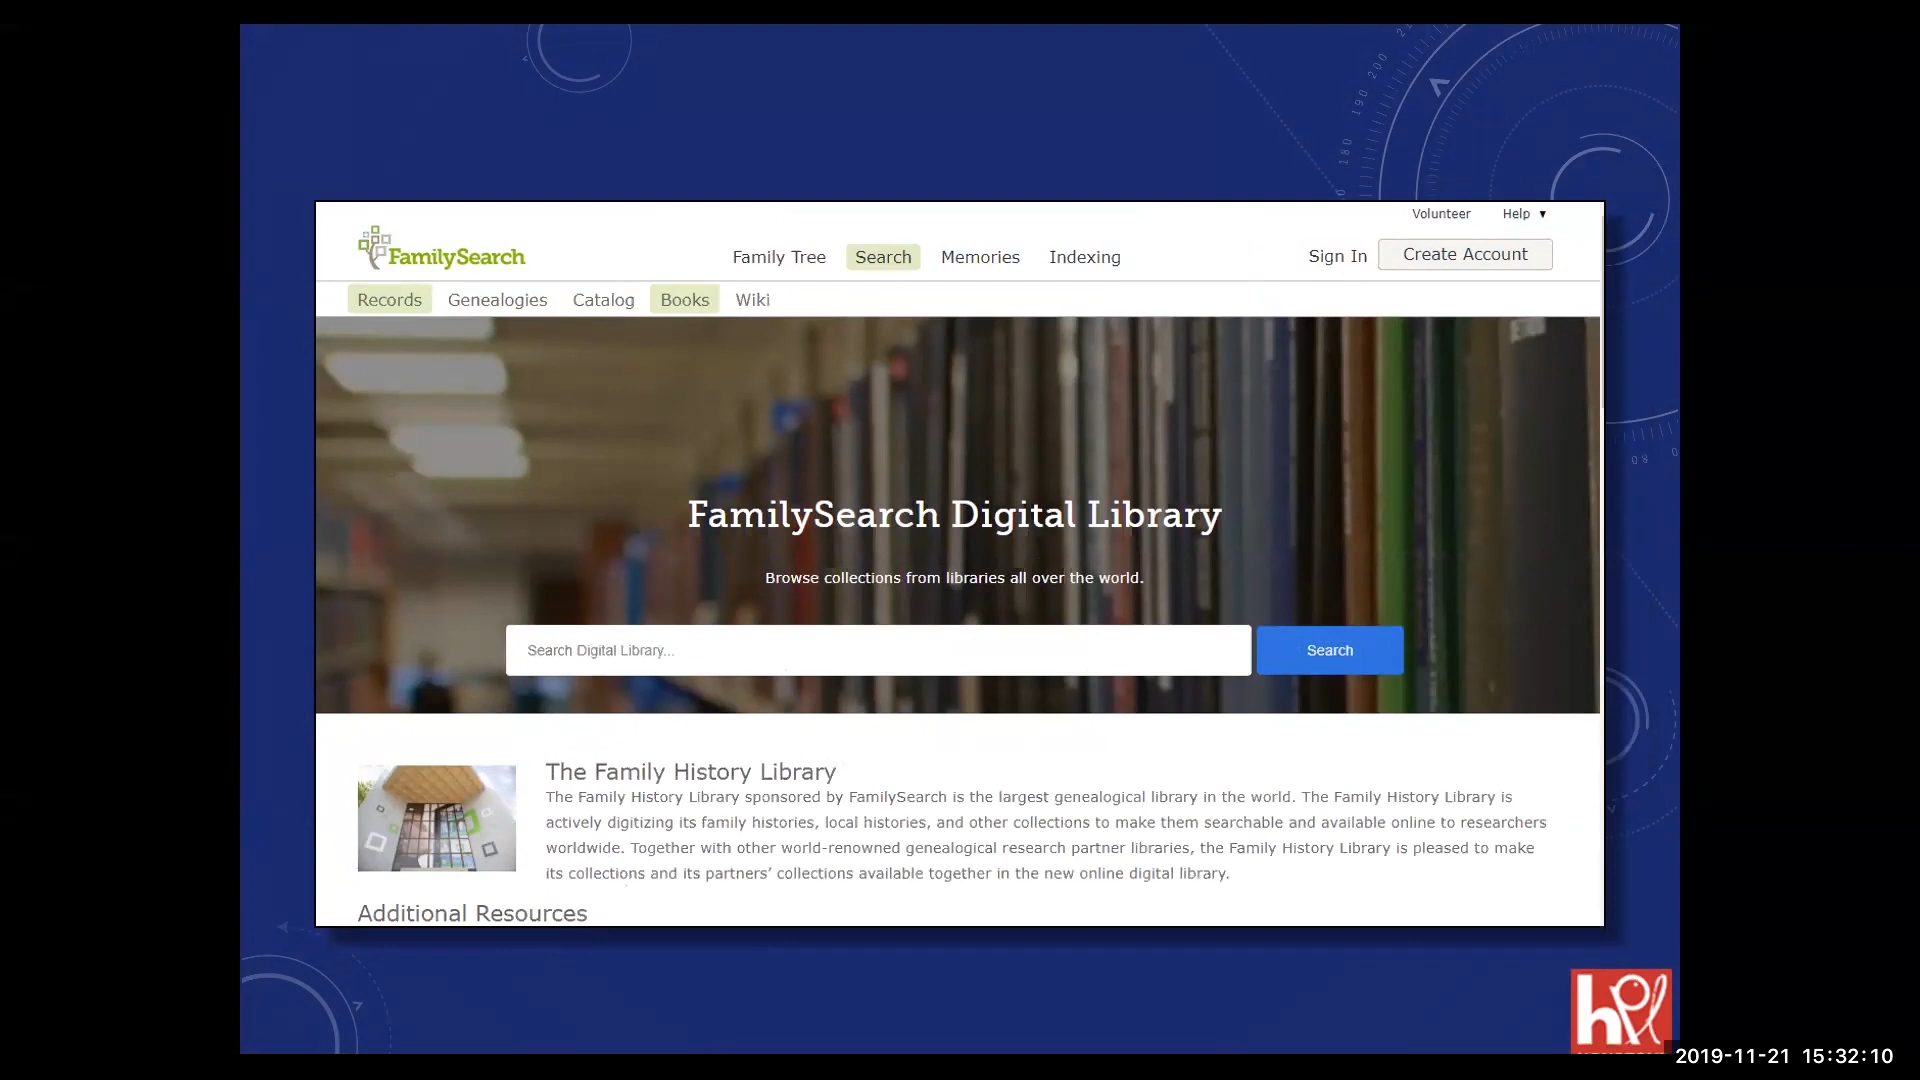 Volunteer Help ▼
FamilySearch
Family Tree Search Memories Indexing
Sign In Create Account
Records Genealogies Catalog Books Wiki
FamilySearch Digital Library
Browse collections from libraries all over the world.
Search Digital Library... Search
The Family History Library
The Family History Library sponsored by FamilySearch is the largest genealogical library in the world. The Family History Library is
actively digitizing its family histories, local histories, and other collections to make them searchable and available online to researchers
worldwide. Together with other world-renowned genealogical research partner libraries, the Family History Library is pleased to make
its collections and its partners’ collections available together in the new online digital library.
Additional Resources
180 190 200
80
hpl
2019-11-21 15:32:10